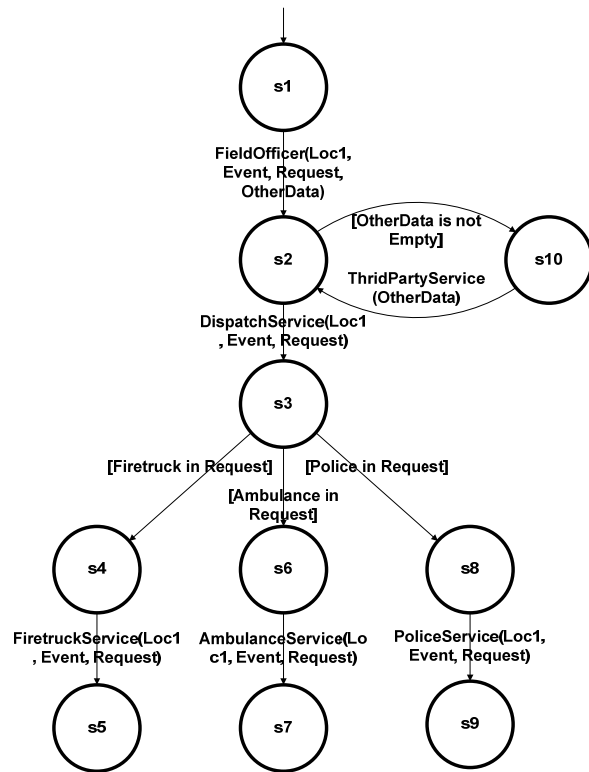 s1
FieldOfficer(Loc1,
Event, Request,
OtherData)
[OtherData is not
Empty]
s2
s10
ThridPartyService
(OtherData)
DispatchService(Loc1
, Event, Request)
s3
[Firetruck in Request]
[Police in Request]
[Ambulance in
Request]
s4
s6
s8
FiretruckService(Loc1
, Event, Request)
AmbulanceService(Lo
c1, Event, Request)
PoliceService(Loc1,
Event, Request)
s5
s7
s9